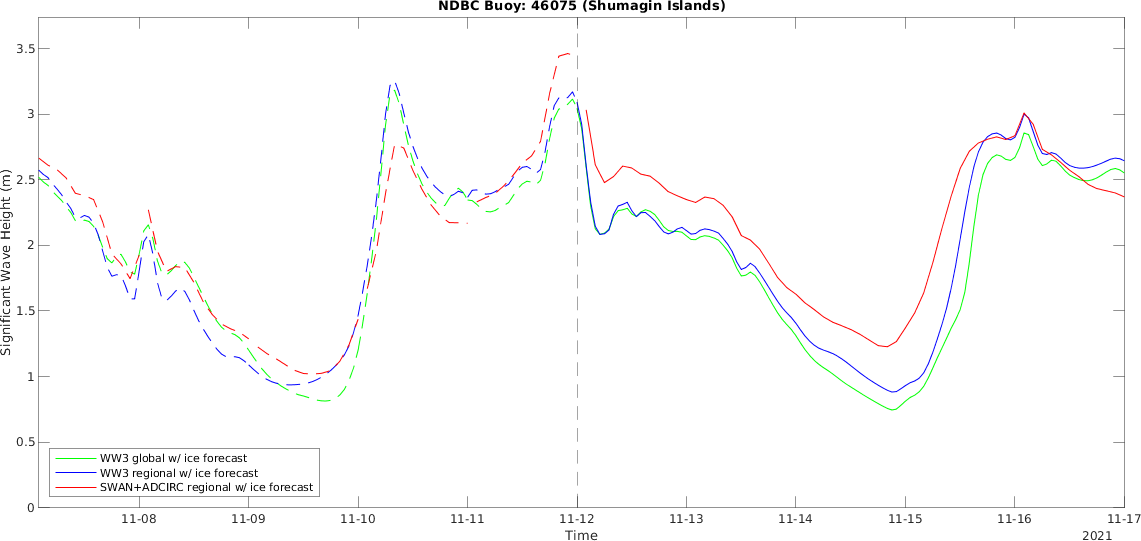 NDBC Buoy: 46075 (Shumagin Islands)
Significant Wave Height (m)
3.5
3
2.5
2
1.5
1
0.5
0
WW3 global w/ ice forecast
WW3 regional w/ ice forecast
SWAN+ADCIRC regional w/ ice forecast
11-08 11-09 11-10 11-11 11-12 11-13 11-14 11-15 11-16 11-17
Time
2021